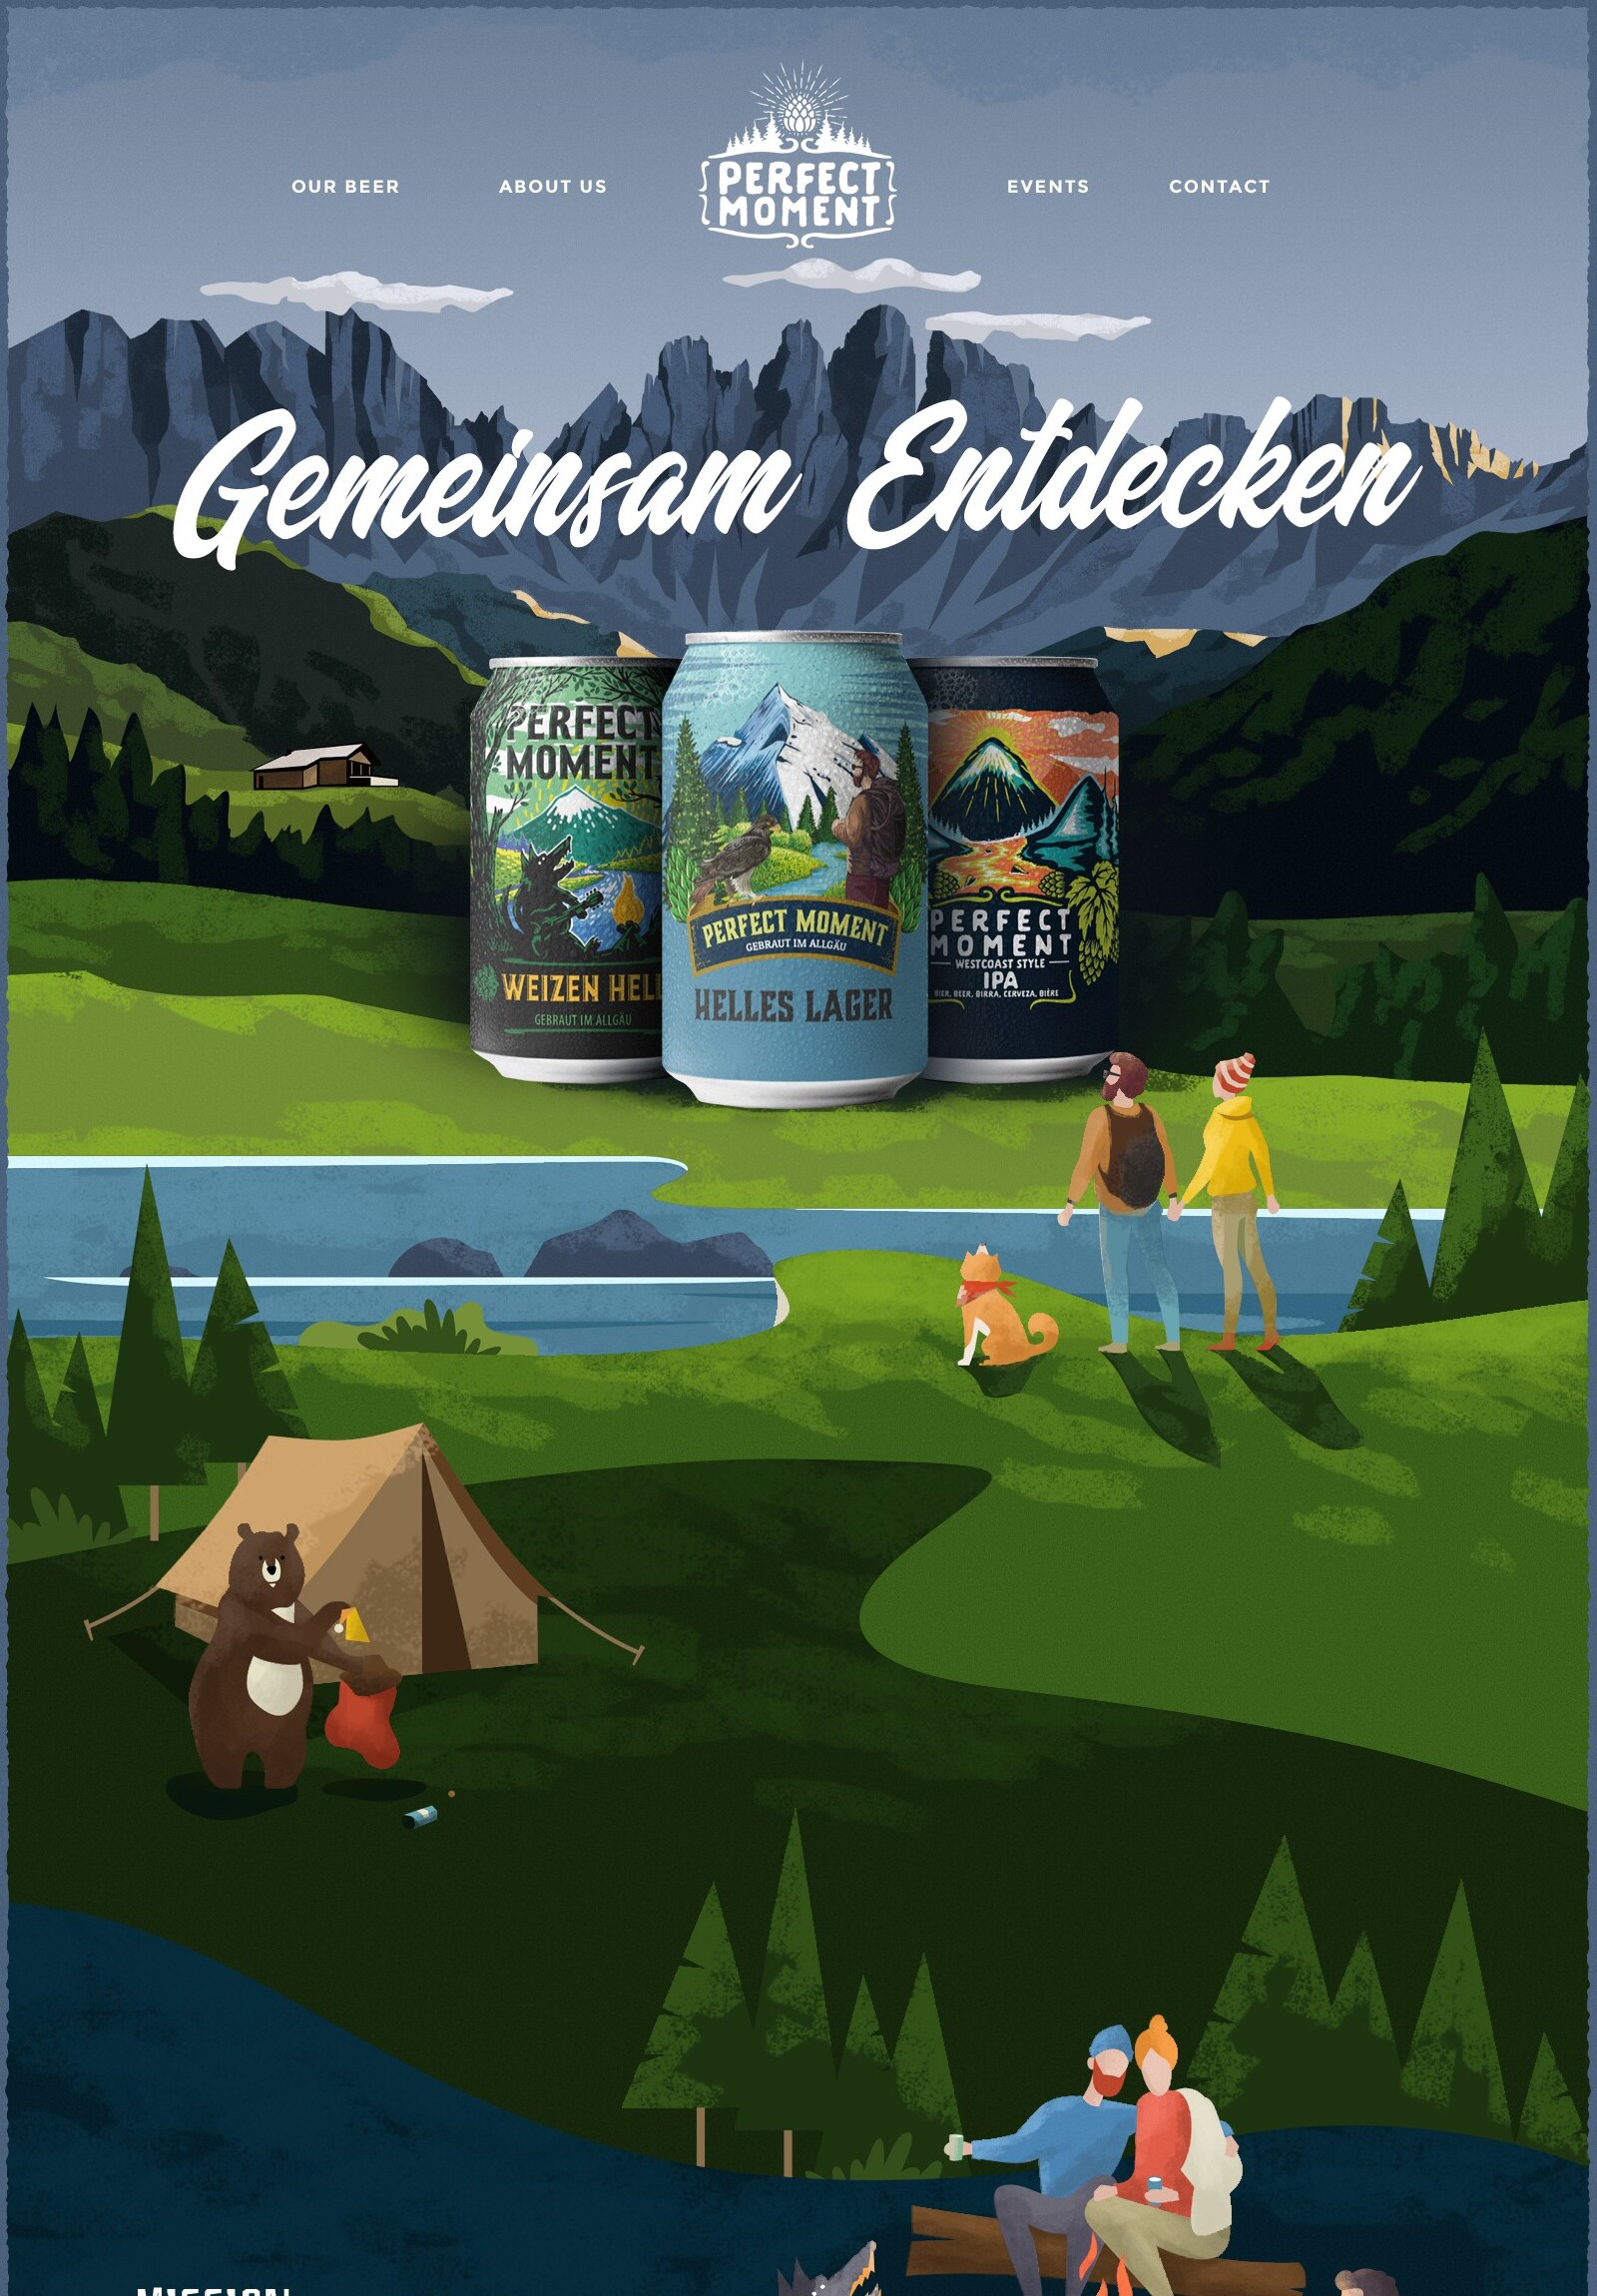 OUR BEER
ABOUT US
PERFECT
MOMENT
EVENTS
CONTACT
Gemeinsam Entdecken
PERFECT
MOMENT
WEIZEN HELL
GEBRAUT IM ALLGÄU
PERFECT MOMENT
GEBRAUT IM ALLGÄU
HELLES LAGER
PERFECT
MOMENT
WESTCOAST STYLE
IPA
BIER, BEER, BIRRA, CERVEZA, BIÈRE
MISSION